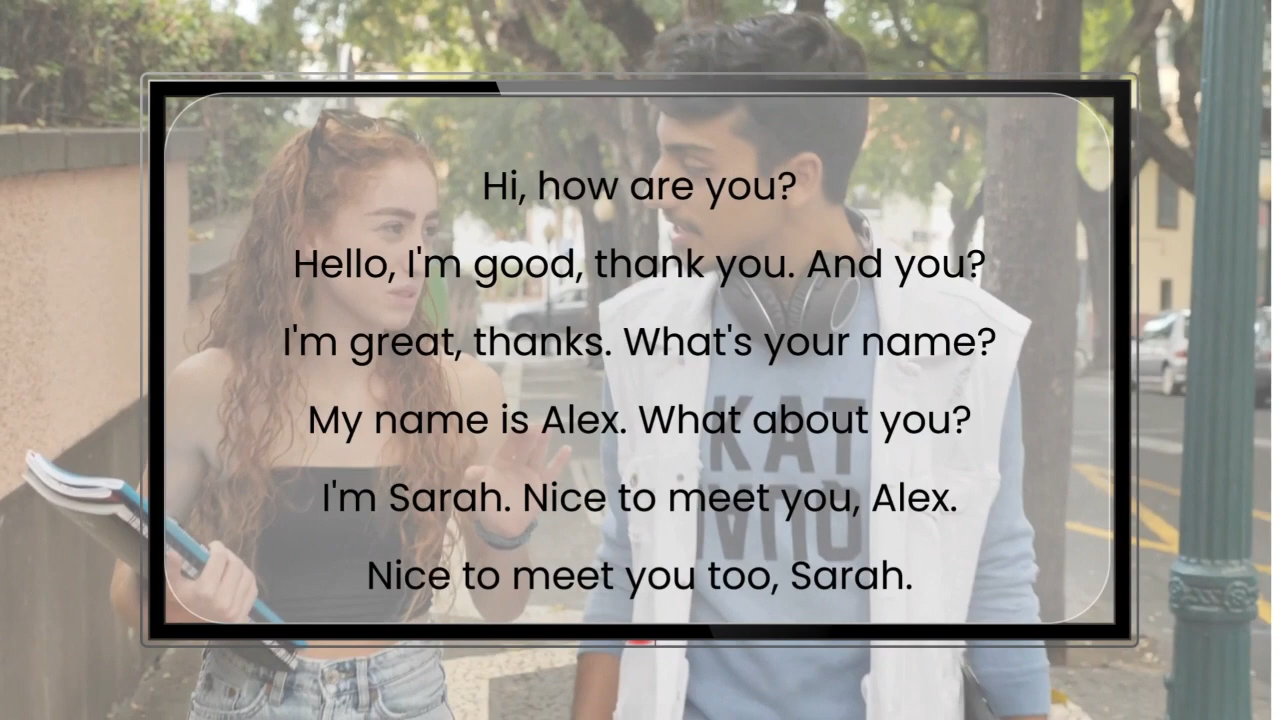 Hi, how are you?
Hello, I'm good, thank you. And you?
I'm great, thanks. What's your name?
My name is Alex. What about you?
I'm Sarah. Nice to meet you, Alex.
Nice to meet you too, Sarah.
KAT